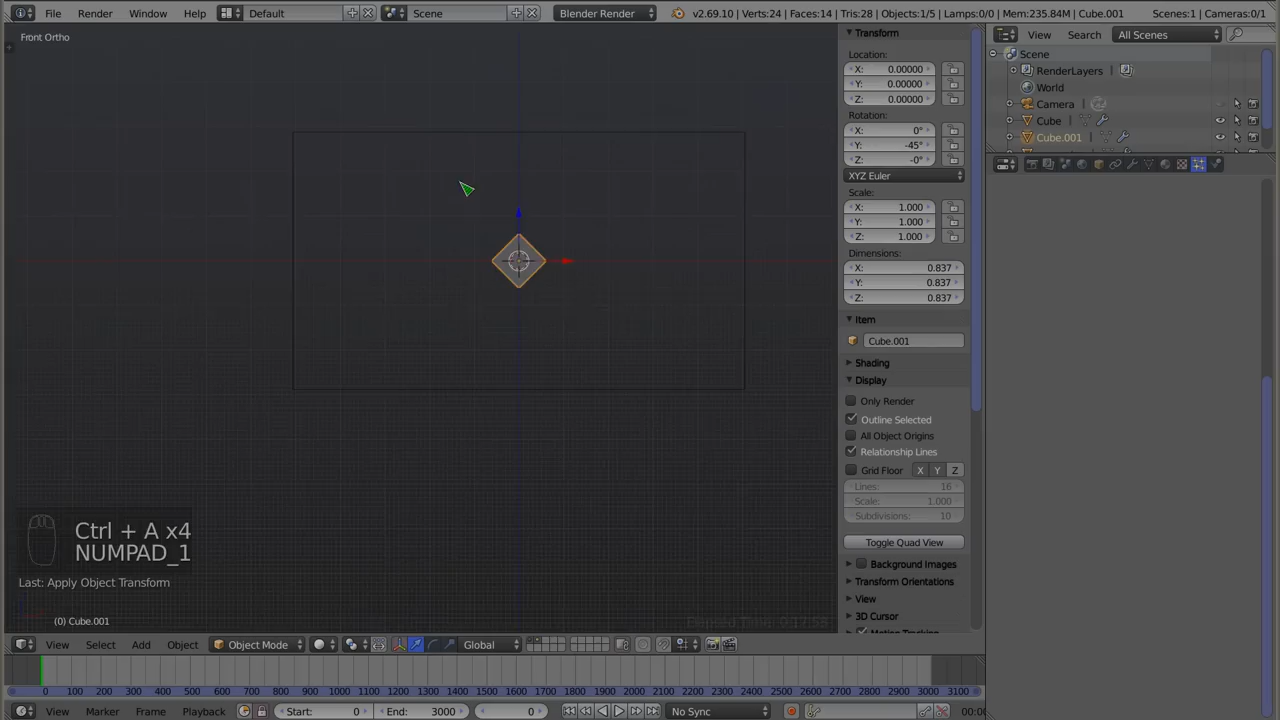 File Render Window Help Default Scene Blender Render v2.69.10 | Verts:24 | Faces:14 | Tris:28 | Objects:1/5 | Lamps:0/0 | Mem:235.84M | Cube.001 Scenes:1 | Cameras:0/1
Front Ortho
Transform
Location:
X: 0.00000
Y: 0.00000
Z: 0.00000
Rotation:
X: 0°
Y: -45°
Z: -0°
XYZ Euler
Scale:
X: 1.000
Y: 1.000
Z: 1.000
Dimensions:
X: 0.837
Y: 0.837
Z: 0.837
Item
Cube.001
Shading
Display
Only Render
Outline Selected
All Object Origins
Relationship Lines
Grid Floor X Y Z
Lines: 16
Scale: 1.000
Subdivisions: 10
Toggle Quad View
Background Images
Transform Orientations
View
3D Cursor
Motion Tracking
View Search All Scenes
Scene
RenderLayers |
World
Camera
Cube
Cube.001
Ctrl + A x4
NUMPAD_1
Last: Apply Object Transform
(0) Cube.001
View Select Add Object Object Mode Global
0 100 200 300 400 500 600 700 800 900 1000 1100 1200 1300 1400 1500 1600 1700 1800 1900 2000 2100 2200 2300 2400 2500 2600 2700 2800 2900 3000 3100
View Marker Frame Playback Start: 0 End: 3000 0 No Sync